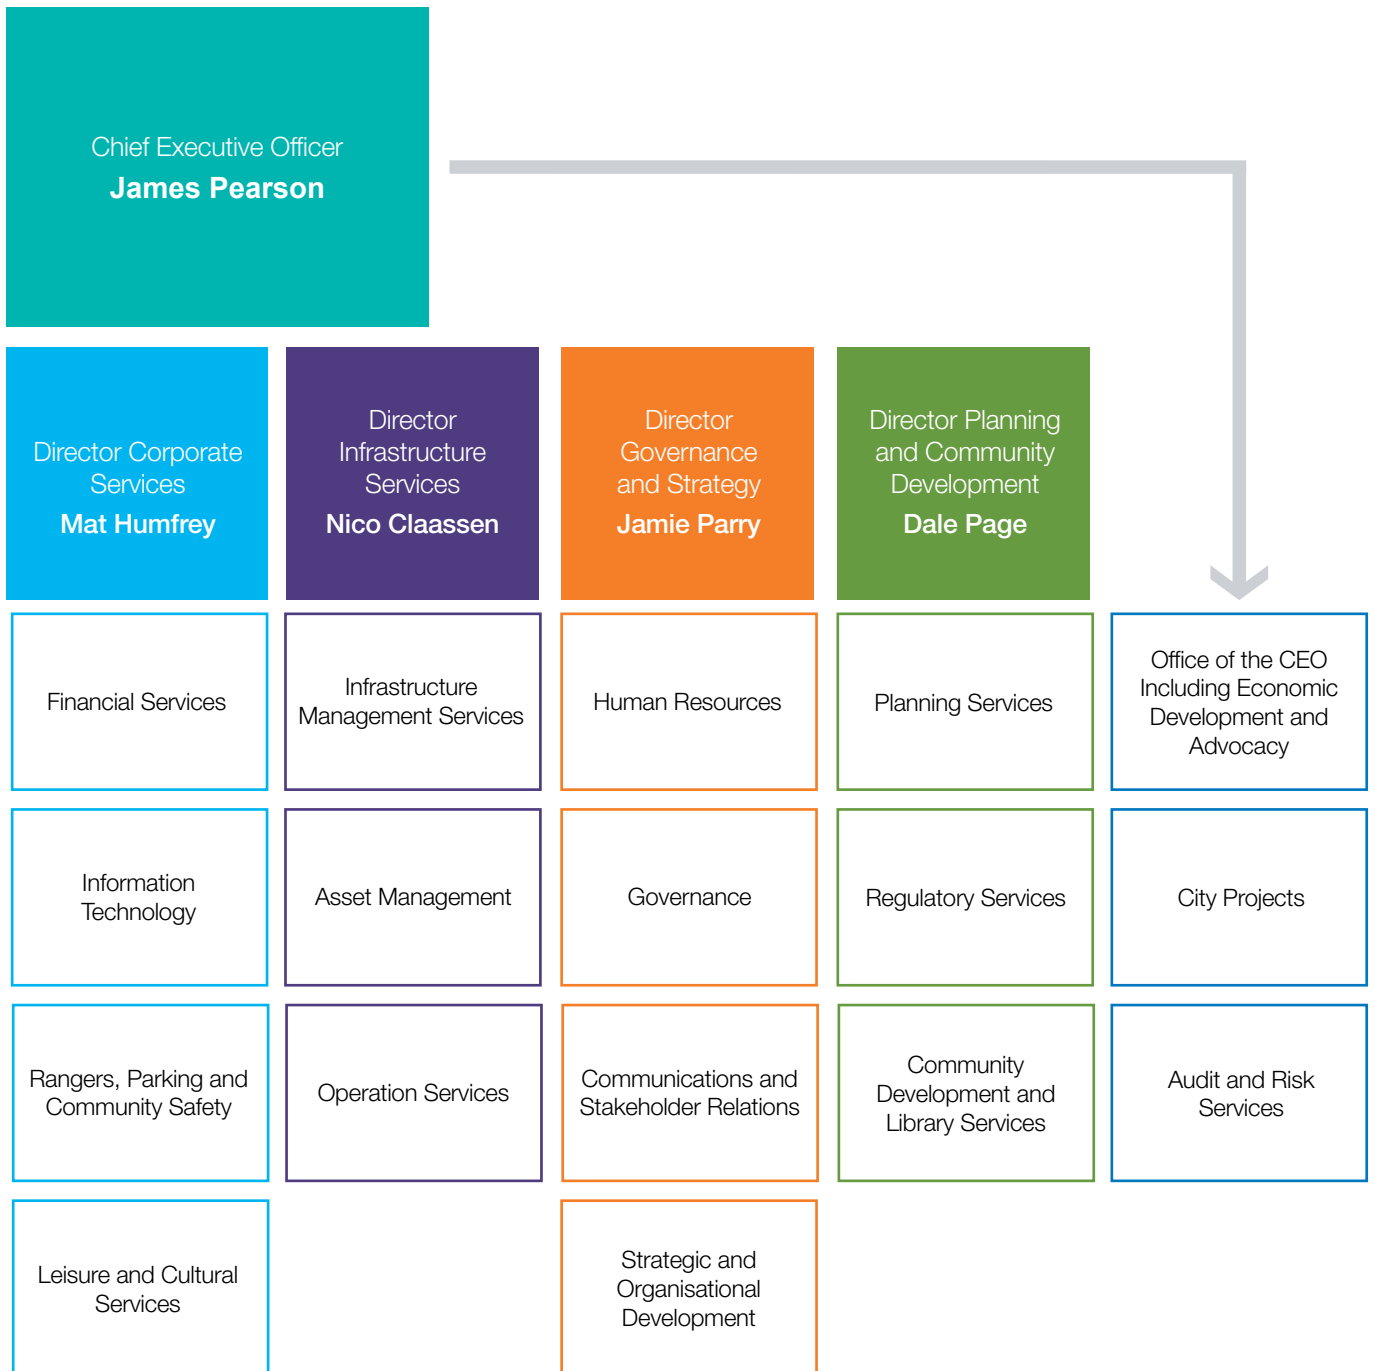 Chief Executive Officer
James Pearson
Director Corporate
Services
Mat Humfrey
Director
Infrastructure
Services
Nico Claassen
Director
Governance
and Strategy
Jamie Parry
Director Planning
and Community
Development
Dale Page
Financial Services
Infrastructure
Management Services
Human Resources
Planning Services
Office of the CEO
Including Economic
Development and
Advocacy
Information
Technology
Asset Management
Governance
Regulatory Services
City Projects
Rangers, Parking and
Community Safety
Operation Services
Communications and
Stakeholder Relations
Community
Development and
Library Services
Audit and Risk
Services
Leisure and Cultural
Services
Strategic and
Organisational
Development